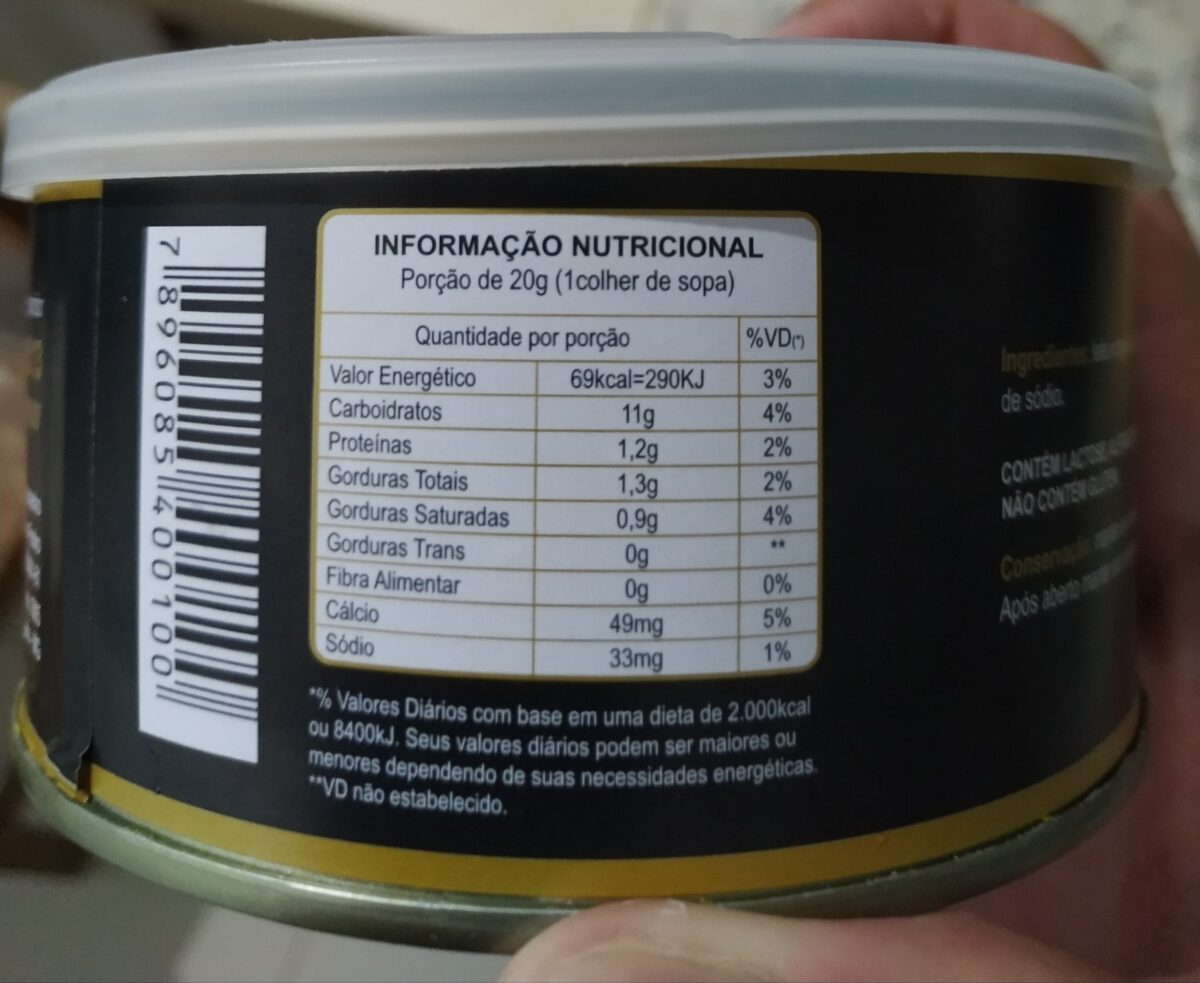 7 896085 400100
INFORMAÇÃO NUTRICIONAL
Porção de 20g (1colher de sopa)
Quantidade por porção %VD(*)
Valor Energético 69kcal=290KJ 3%
Carboidratos 11g 4%
Proteínas 1,2g 2%
Gorduras Totais 1,3g 2%
Gorduras Saturadas 0,9g 4%
Gorduras Trans 0g **
Fibra Alimentar 0g 0%
Cálcio 49mg 5%
Sódio 33mg 1%
*% Valores Diários com base em uma dieta de 2.000kcal
ou 8400kJ. Seus valores diários podem ser maiores ou
menores dependendo de suas necessidades energéticas.
**VD não estabelecido.
Ingredientes:
de sódio.
CONTÉM LACTOSE.
NÃO CONTÉM GLÚTEN
Conservação:
Após aberto